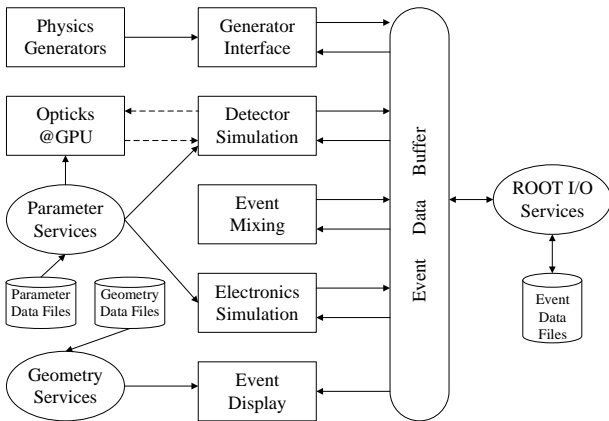 Physics
Generators
Generator
Interface
Opticks
@GPU
Detector
Simulation
Parameter
Services
Event
Mixing
Parameter
Data Files
Geometry
Data Files
Electronics
Simulation
Geometry
Services
Event
Display
Event Data Buffer
ROOT I/O
Services
Event
Data
Files